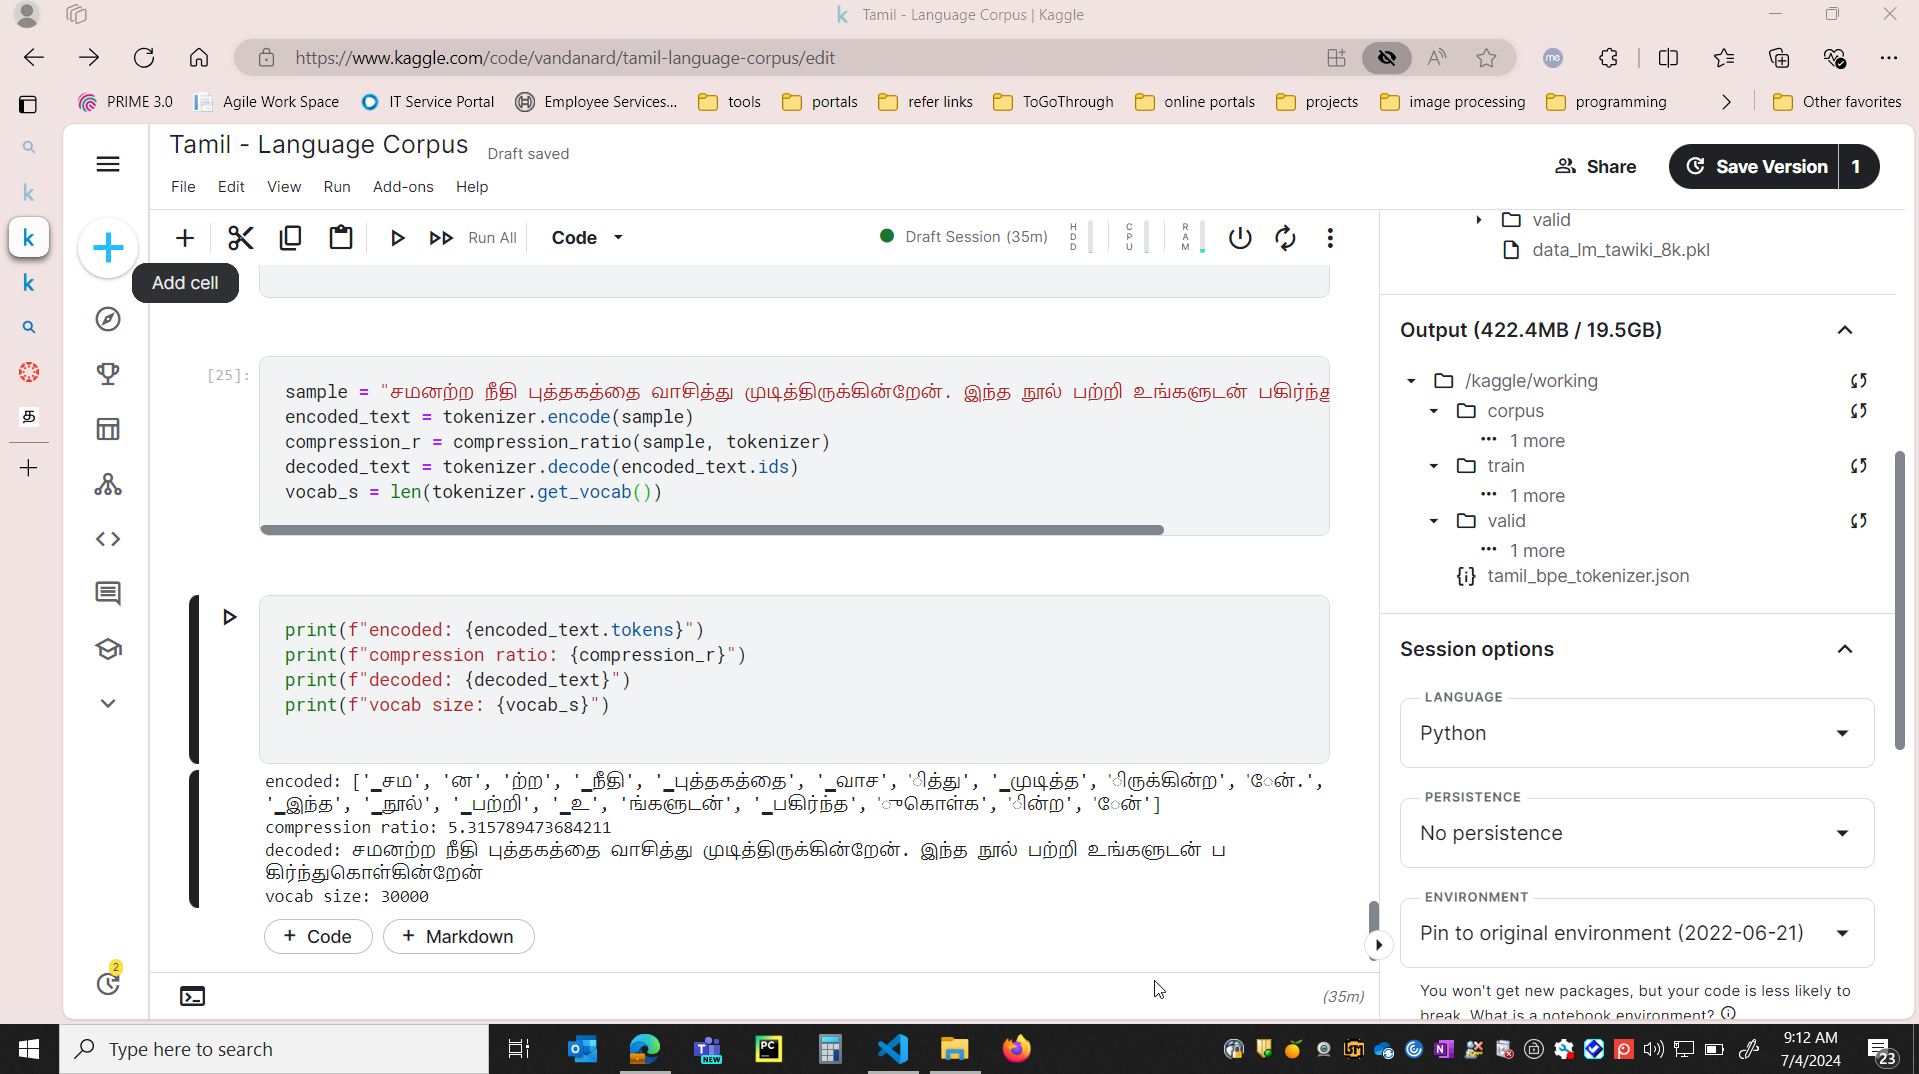 Tamil - Language Corpus | Kaggle
https://www.kaggle.com/code/vandanard/tamil-language-corpus/edit
PRIME 3.0 Agile Work Space IT Service Portal Employee Services... tools portals refer links ToGoThrough online portals projects image processing programming Other favorites
Tamil - Language Corpus Draft saved
Share Save Version 1
File Edit View Run Add-ons Help
Run All Code Draft Session (35m) HDD CPU RAM
Add cell
[25]:
sample = "சமனற்ற நீதி புத்தகத்தை வாசித்து முடித்திருக்கின்றேன். இந்த நூல் பற்றி உங்களுடன் பகிர்ந்து
encoded_text = tokenizer.encode(sample)
compression_r = compression_ratio(sample, tokenizer)
decoded_text = tokenizer.decode(encoded_text.ids)
vocab_s = len(tokenizer.get_vocab())
print(f"encoded: {encoded_text.tokens}")
print(f"compression ratio: {compression_r}")
print(f"decoded: {decoded_text}")
print(f"vocab size: {vocab_s}")
encoded: ['▁சம', 'ன', 'ற்ற', '▁நீதி', '▁புத்தகத்தை', '▁வாச', 'ித்து', '▁முடித்த', 'ிருக்கின்ற', 'ேன்.',
'▁இந்த', '▁நூல்', '▁பற்றி', '▁உ', 'ங்களுடன்', '▁பகிர்ந்த', 'ுகொள்க', 'ின்ற', 'ேன்']
compression ratio: 5.315789473684211
decoded: சமனற்ற நீதி புத்தகத்தை வாசித்து முடித்திருக்கின்றேன். இந்த நூல் பற்றி உங்களுடன் ப
கிர்ந்துகொள்கின்றேன்
vocab size: 30000
+ Code + Markdown
(35m)
valid
data_lm_tawiki_8k.pkl
Output (422.4MB / 19.5GB)
/kaggle/working
corpus
1 more
train
1 more
valid
1 more
tamil_bpe_tokenizer.json
Session options
LANGUAGE
Python
PERSISTENCE
No persistence
ENVIRONMENT
Pin to original environment (2022-06-21)
You won't get new packages, but your code is less likely to
break. What is a notebook environment?
2
Type here to search
9:12 AM
7/4/2024
23